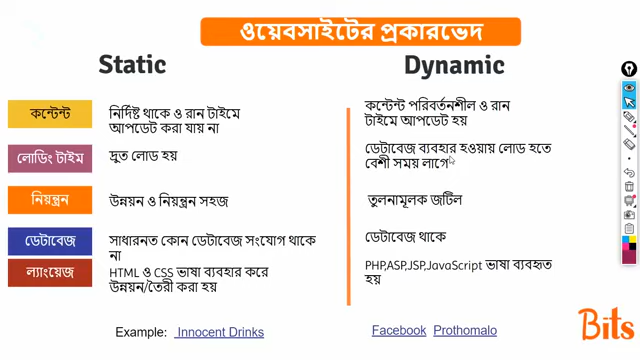 ওয়েবসাইটের প্রকারভেদ
Static
Dynamic
কন্টেন্ট
নির্দিষ্ট থাকে ও রান টাইমে
আপডেট করা যায় না
কন্টেন্ট পরিবর্তনশীল ও রান
টাইমে আপডেট হয়
লোডিং টাইম
দ্রুত লোড হয়
ডেটাবেজ ব্যবহার হওয়ায় লোড হতে
বেশী সময় লাগে
নিয়ন্ত্রন
উন্নয়ন ও নিয়ন্ত্রন সহজ
তুলনামূলক জটিল
ডেটাবেজ
সাধারনত কোন ডেটাবেজ সংযোগ থাকে
না
ডেটাবেজ থাকে
ল্যাংয়েজ
HTML ও CSS ভাষা ব্যবহার করে
উন্নয়ন/তৈরী করা হয়
PHP,ASP,JSP,JavaScript ভাষা ব্যবহৃত
হয়
Example: Innocent Drinks
Facebook Prothomalo
Bits